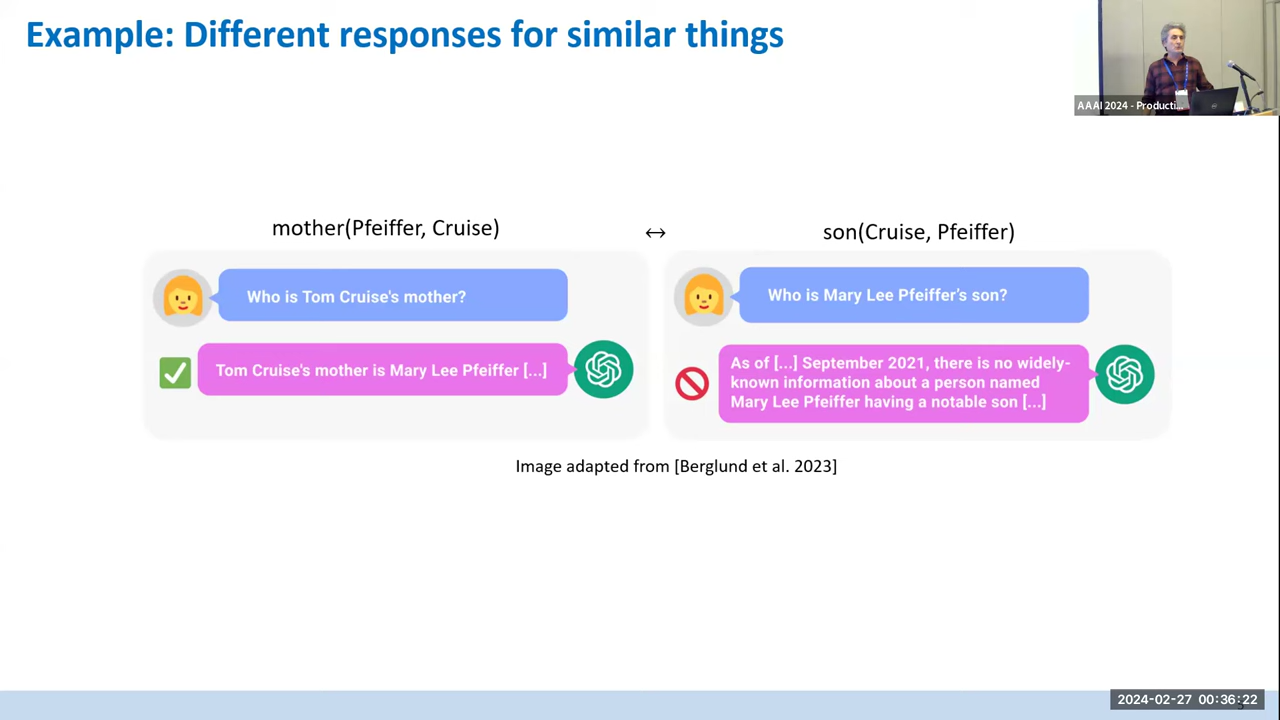 Example: Different responses for similar things
AAAI 2024 - Producti...
mother(Pfeiffer, Cruise)
↔
son(Cruise, Pfeiffer)
Who is Tom Cruise's mother?
Tom Cruise's mother is Mary Lee Pfeiffer [...]
Who is Mary Lee Pfeiffer’s son?
As of [...] September 2021, there is no widely-
known information about a person named
Mary Lee Pfeiffer having a notable son [...]
Image adapted from [Berglund et al. 2023]
2024-02-27 00:36:22